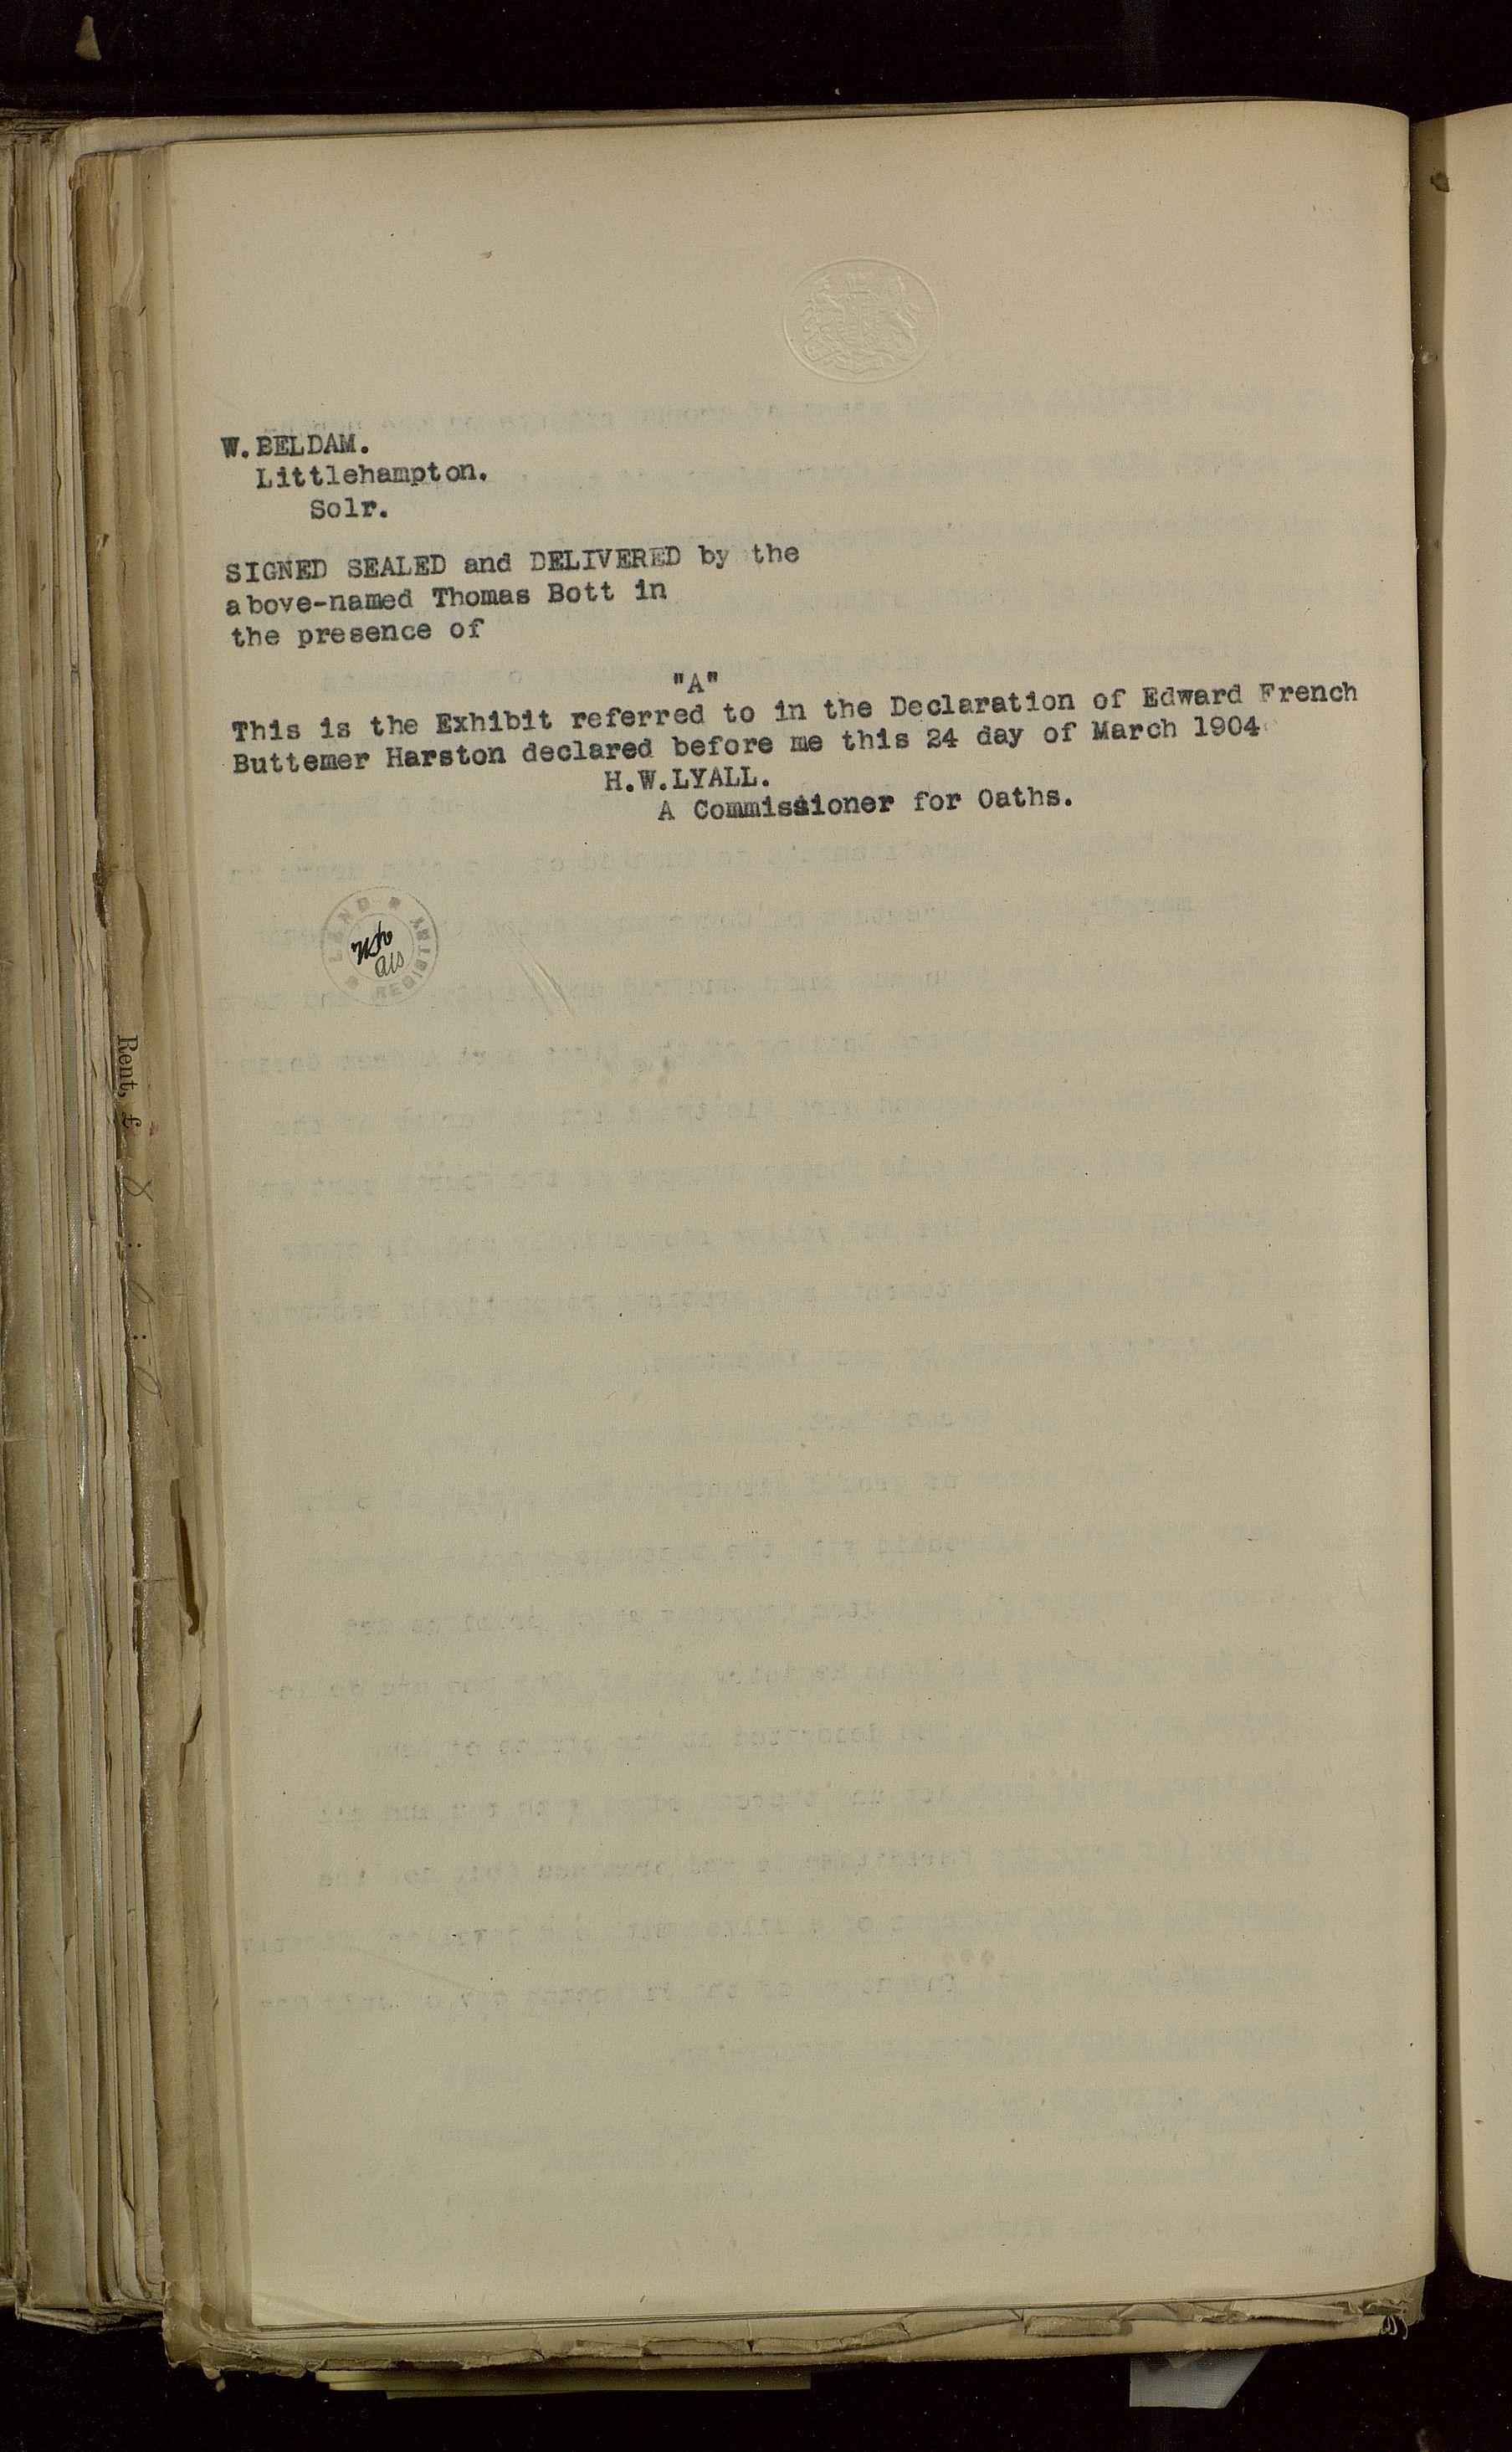 W. BELDAM.
Littlehampton.
Solr.
SIGNED SEALED and DELIVERED by the
above-named Thomas Bott in
the presence of
"A"
This is the Exhibit referred to in the Declaration of Edward French
Buttemer Harston declared before me this 24 day of March 1904
H.W.LYALL.
A Commissioner for Oaths.
LAND REGISTRY
Rent, £